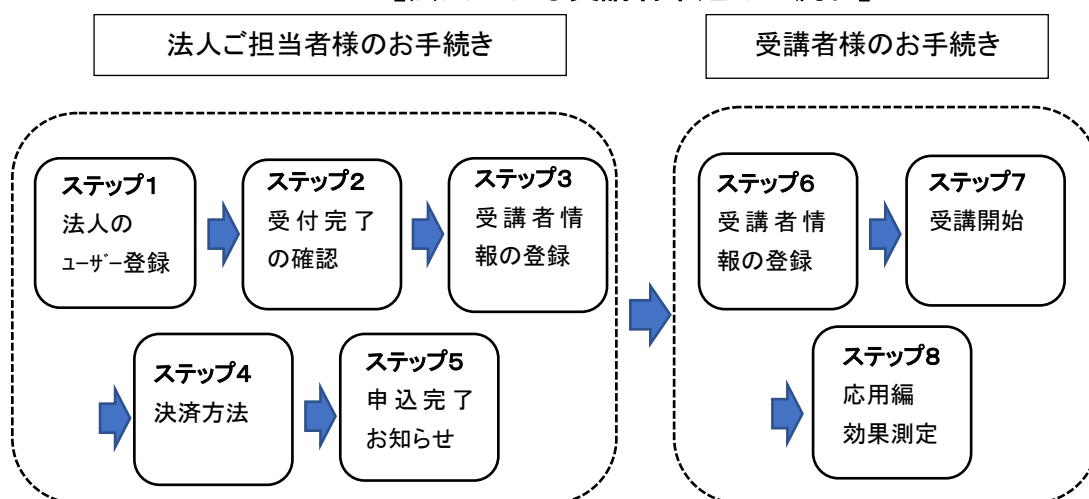 法人ご担当者様のお手続き
受講者様のお手続き
ステップ1
法人の
ユーザー登録
ステップ2
受付完了
の確認
ステップ3
受講者情
報の登録
ステップ4
決済方法
ステップ5
申込完了
お知らせ
ステップ6
受講者情
報の登録
ステップ7
受講開始
ステップ8
応用編
効果測定